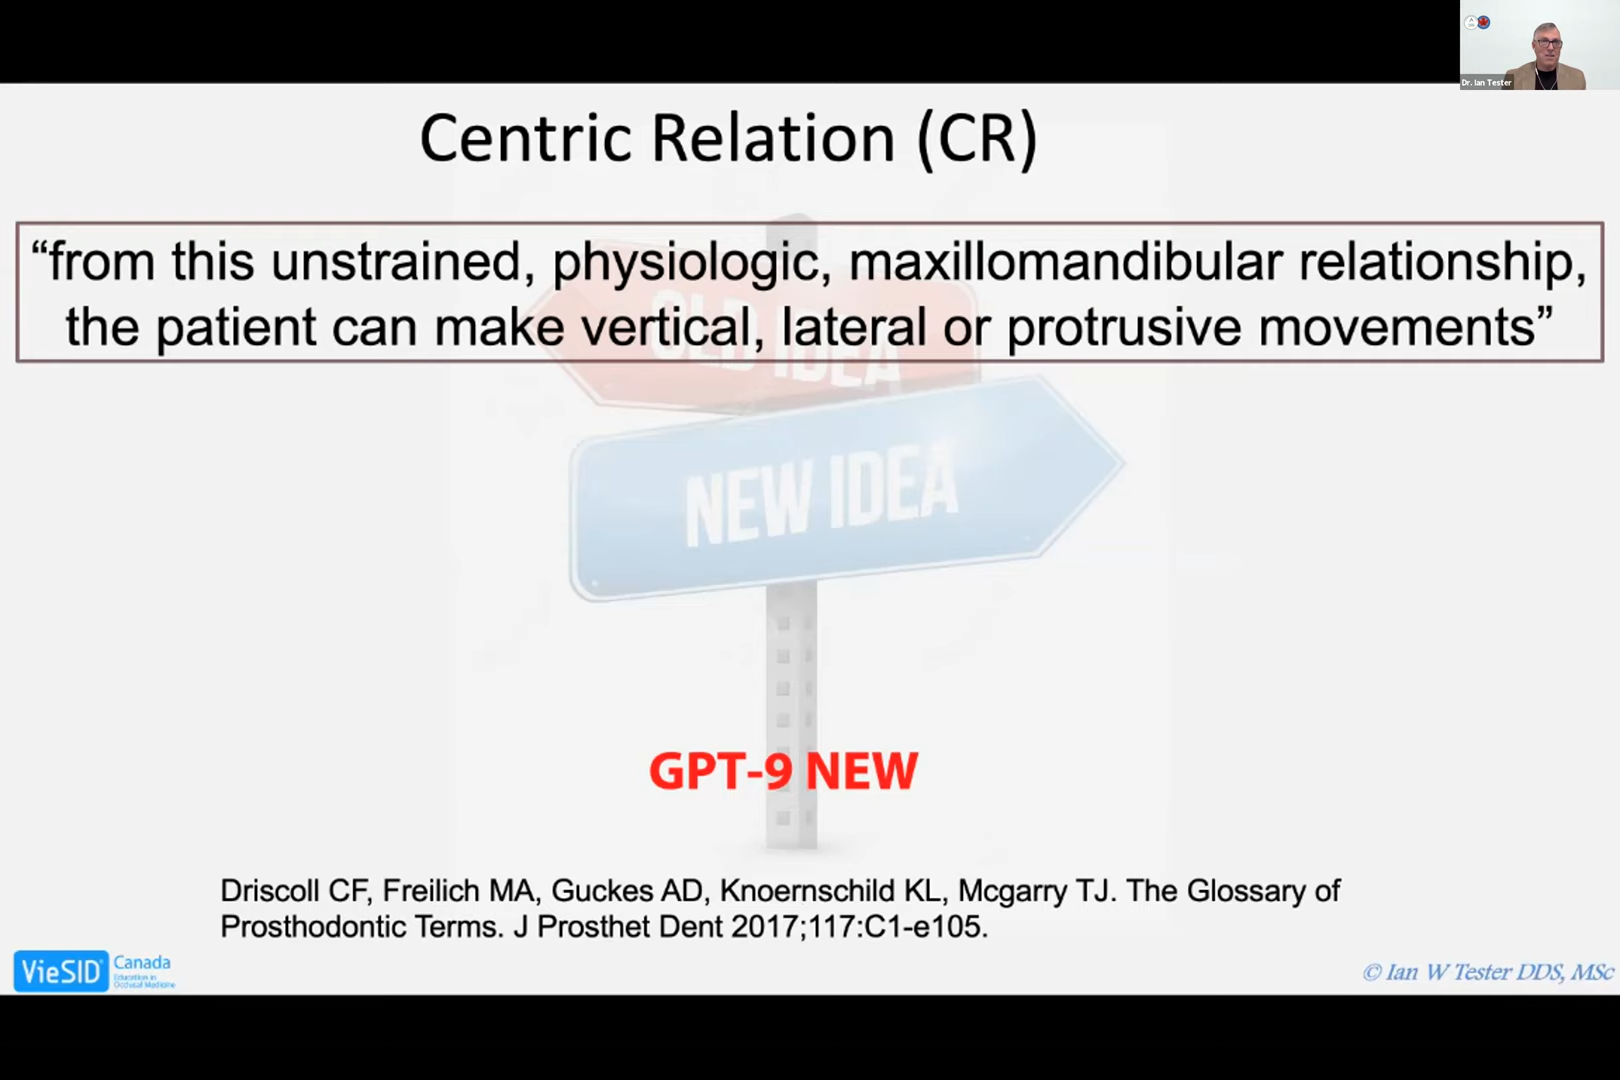 Dr. Ian Tester
Centric Relation (CR)
“from this unstrained, physiologic, maxillomandibular relationship,
the patient can make vertical, lateral or protrusive movements”
OLD IDEA
NEW IDEA
GPT-9 NEW
Driscoll CF, Freilich MA, Guckes AD, Knoernschild KL, Mcgarry TJ. The Glossary of
Prosthodontic Terms. J Prosthet Dent 2017;117:C1-e105.
VieSID® Canada
Education in
Occlusal Medicine
© Ian W Tester DDS, MSc